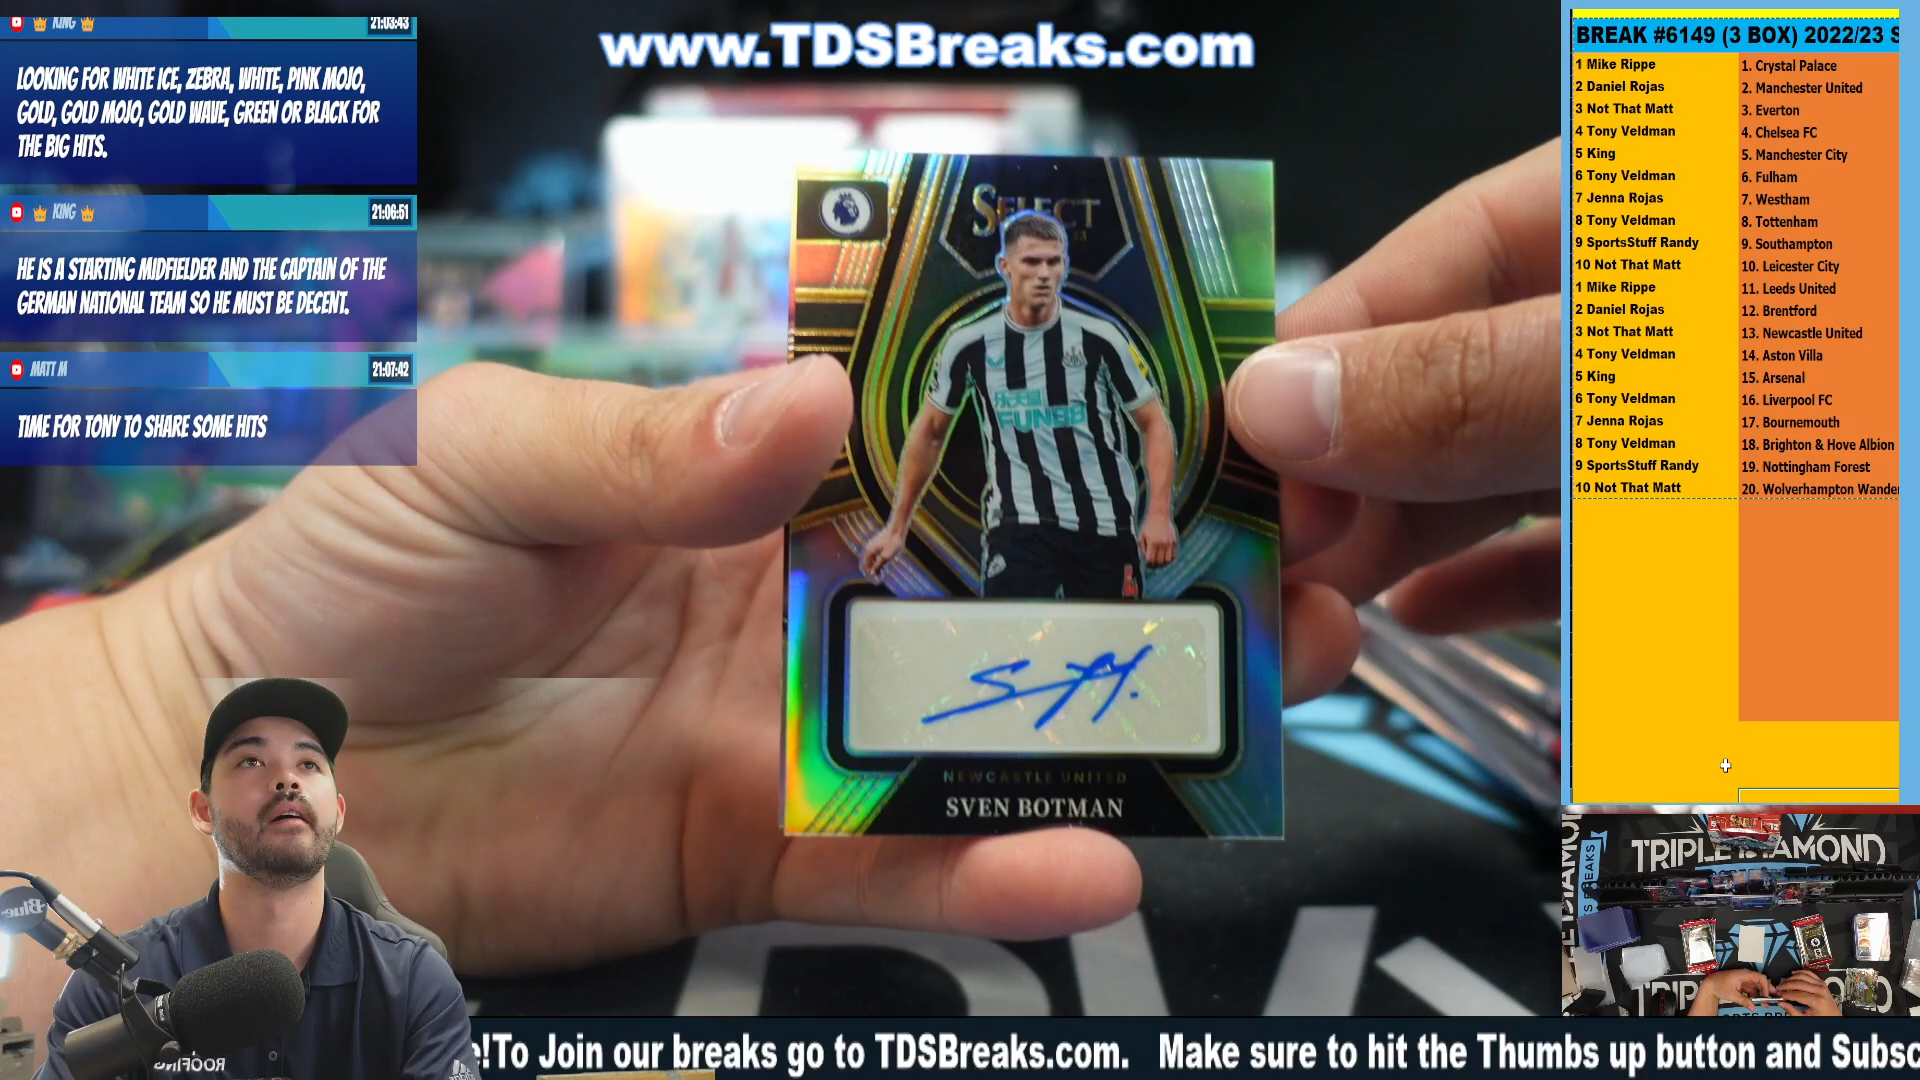 KING 21:03:43
LOOKING FOR WHITE ICE, ZEBRA, WHITE, PINK MOJO,
GOLD, GOLD MOJO, GOLD WAVE, GREEN OR BLACK FOR
THE BIG HITS.
KING 21:06:51
HE IS A STARTING MIDFIELDER AND THE CAPTAIN OF THE
GERMAN NATIONAL TEAM SO HE MUST BE DECENT.
MATT M 21:07:42
TIME FOR TONY TO SHARE SOME HITS
www.TDSBreaks.com
SELECT
FUN88
NEWCASTLE UNITED
SVEN BOTMAN
BREAK #6149 (3 BOX) 2022/23 S
1 Mike Rippe 1. Crystal Palace
2 Daniel Rojas 2. Manchester United
3 Not That Matt 3. Everton
4 Tony Veldman 4. Chelsea FC
5 King 5. Manchester City
6 Tony Veldman 6. Fulham
7 Jenna Rojas 7. Westham
8 Tony Veldman 8. Tottenham
9 SportsStuff Randy 9. Southampton
10 Not That Matt 10. Leicester City
1 Mike Rippe 11. Leeds United
2 Daniel Rojas 12. Brentford
3 Not That Matt 13. Newcastle United
4 Tony Veldman 14. Aston Villa
5 King 15. Arsenal
6 Tony Veldman 16. Liverpool FC
7 Jenna Rojas 17. Bournemouth
8 Tony Veldman 18. Brighton & Hove Albion
9 SportsStuff Randy 19. Nottingham Forest
10 Not That Matt 20. Wolverhampton Wande
TRIPLE DIAMOND
Blue
ROOFING
adidas
e!To Join our breaks go to TDSBreaks.com. Make sure to hit the Thumbs up button and Subsc